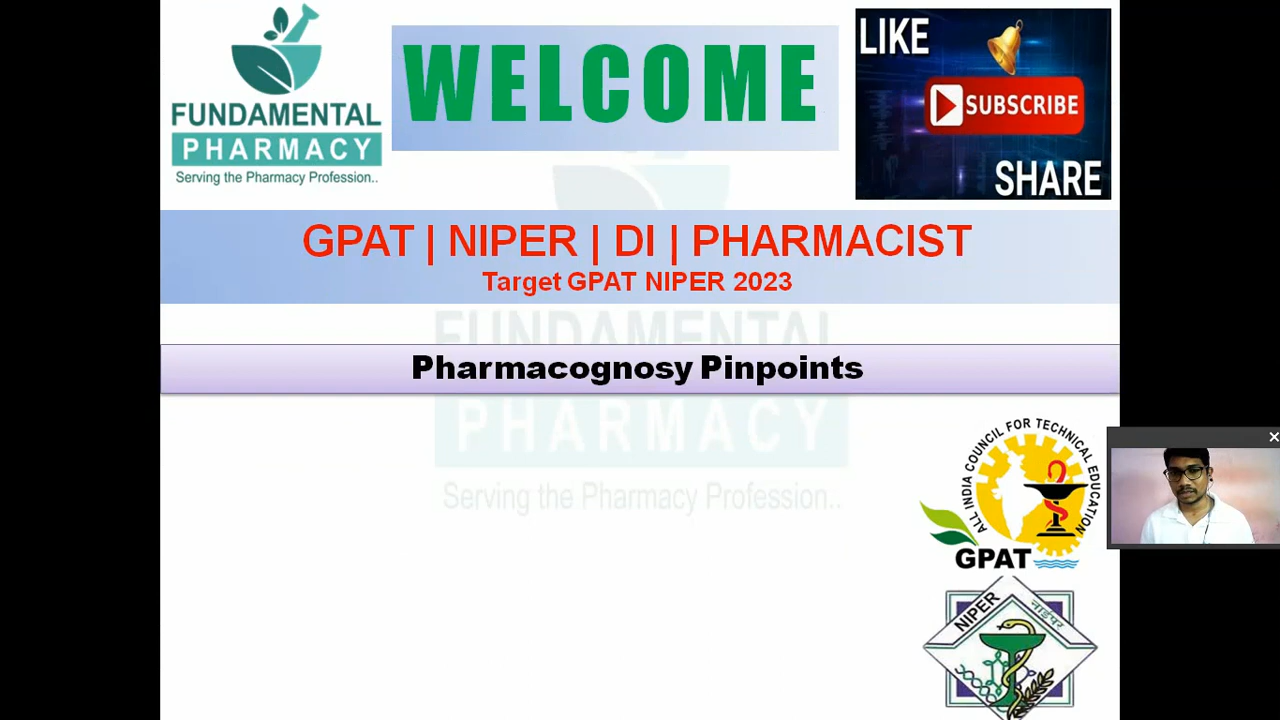 FUNDAMENTAL
PHARMACY
Serving the Pharmacy Profession..
WELCOME
LIKE
SUBSCRIBE
SHARE
GPAT | NIPER | DI | PHARMACIST
Target GPAT NIPER 2023
FUNDAMENTAL
Pharmacognosy Pinpoints
PHARMACY
Serving the Pharmacy Profession..
ALL INDIA COUNCIL FOR TECHNICAL EDUCATION
GPAT
NIPER
नाईपर